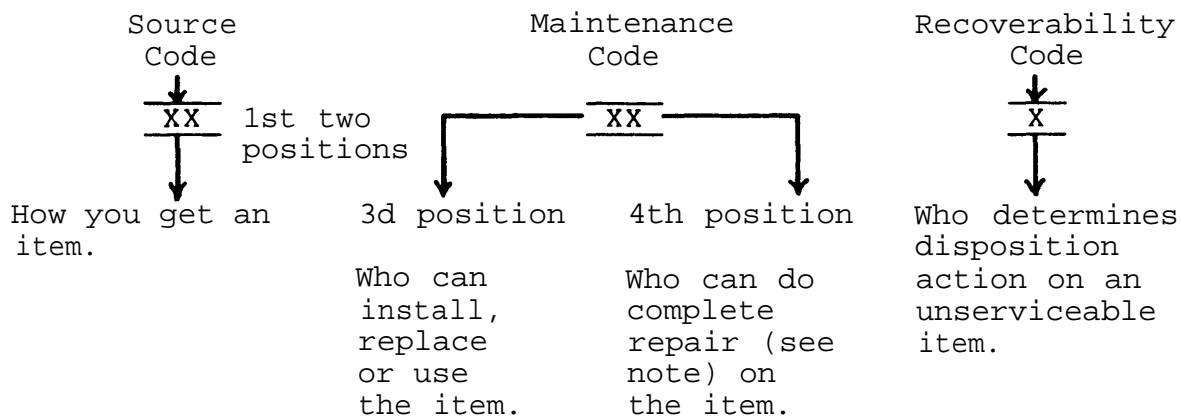 Source
Code
XX
1st two
positions
How you get an
item.
Maintenance
Code
XX
3d position
Who can
install,
replace
or use
the item.
4th position
Who can do
complete
repair (see
note) on
the item.
Recoverability
Code
X
Who determines
disposition
action on an
unserviceable
item.